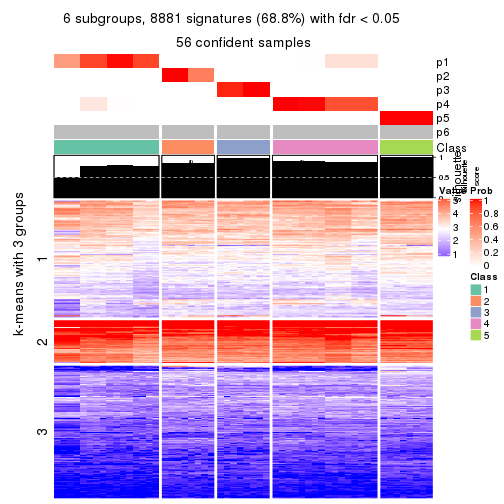 6 subgroups, 8881 signatures (68.8%) with fdr < 0.05
56 confident samples
p1
p2
p3
p4
p5
p6
Class
1
0.5
0
silhouette
score
k-means with 3 groups
1
2
3
Value
5
4
3
2
1
Prob
1
0.8
0.6
0.4
0.2
0
Class
1
2
3
4
5